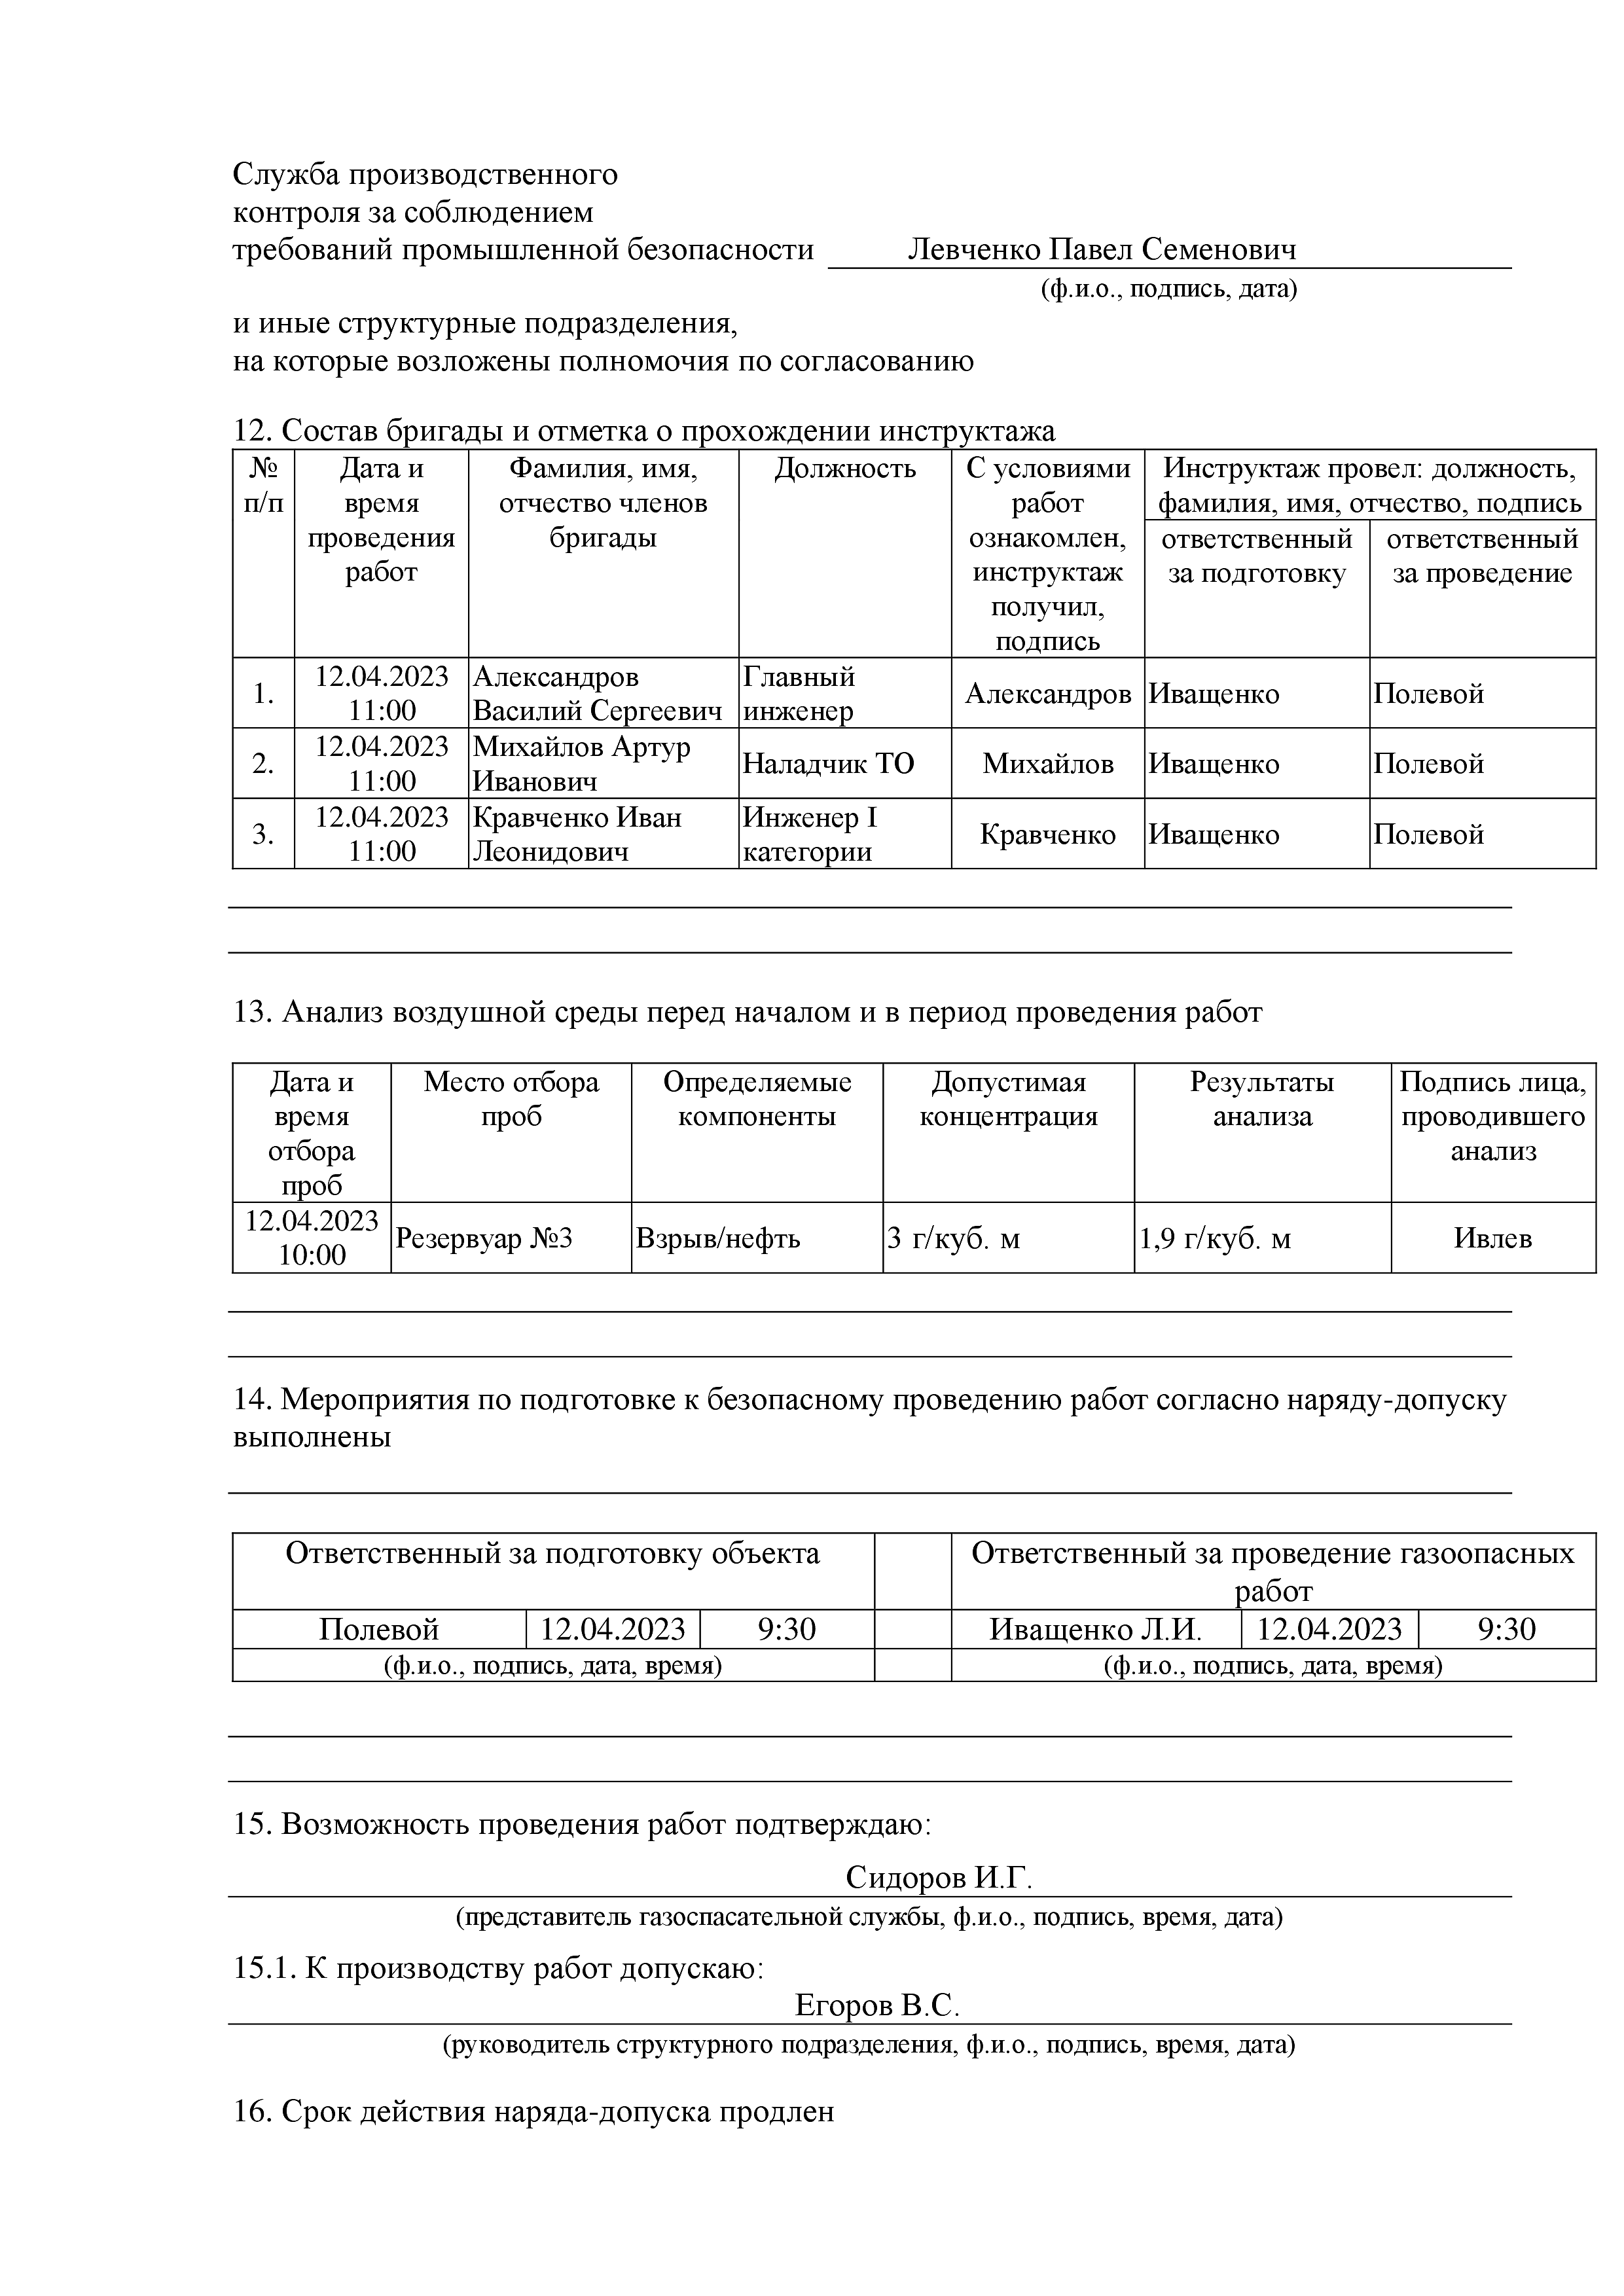 Служба производственного
контроля за соблюдением
требований промышленной безопасности Левченко Павел Семенович
(ф.и.о., подпись, дата)
и иные структурные подразделения,
на которые возложены полномочия по согласованию
12. Состав бригады и отметка о прохождении инструктажа
№ Дата и Фамилия, имя, Должность С условиями Инструктаж провел: должность,
п/п время отчество членов работ фамилия, имя, отчество, подпись
проведения бригады ознакомлен, ответственный ответственный
работ инструктаж за подготовку за проведение
получил,
подпись
12.04.2023 Александров Главный
1. Александров Иващенко Полевой
11:00 Василий Сергеевич инженер
12.04.2023 Михайлов Артур
2. Наладчик ТО Михайлов Иващенко Полевой
11:00 Иванович
12.04.2023 Кравченко Иван Инженер I
3. Кравченко Иващенко Полевой
11:00 Леонидович категории
13. Анализ воздушной среды перед началом и в период проведения работ
Дата и Место отбора Определяемые Допустимая Результаты Подпись лица,
время проб компоненты концентрация анализа проводившего
отбора анализ
проб
12.04.2023
Резервуар №3 Взрыв/нефть 3 г/куб. м 1,9 г/куб. м Ивлев
10:00
14. Мероприятия по подготовке к безопасному проведению работ согласно наряду-допуску
выполнены
Ответственный за подготовку объекта Ответственный за проведение газоопасных
работ
Полевой 12.04.2023 9:30 Иващенко Л.И. 12.04.2023 9:30
(ф.и.о., подпись, дата, время) (ф.и.о., подпись, дата, время)
15. Возможность проведения работ подтверждаю:
Сидоров И.Г.
(представитель газоспасательной службы, ф.и.о., подпись, время, дата)
15.1. К производству работ допускаю:
Егоров В.С.
(руководитель структурного подразделения, ф.и.о., подпись, время, дата)
16. Срок действия наряда-допуска продлен